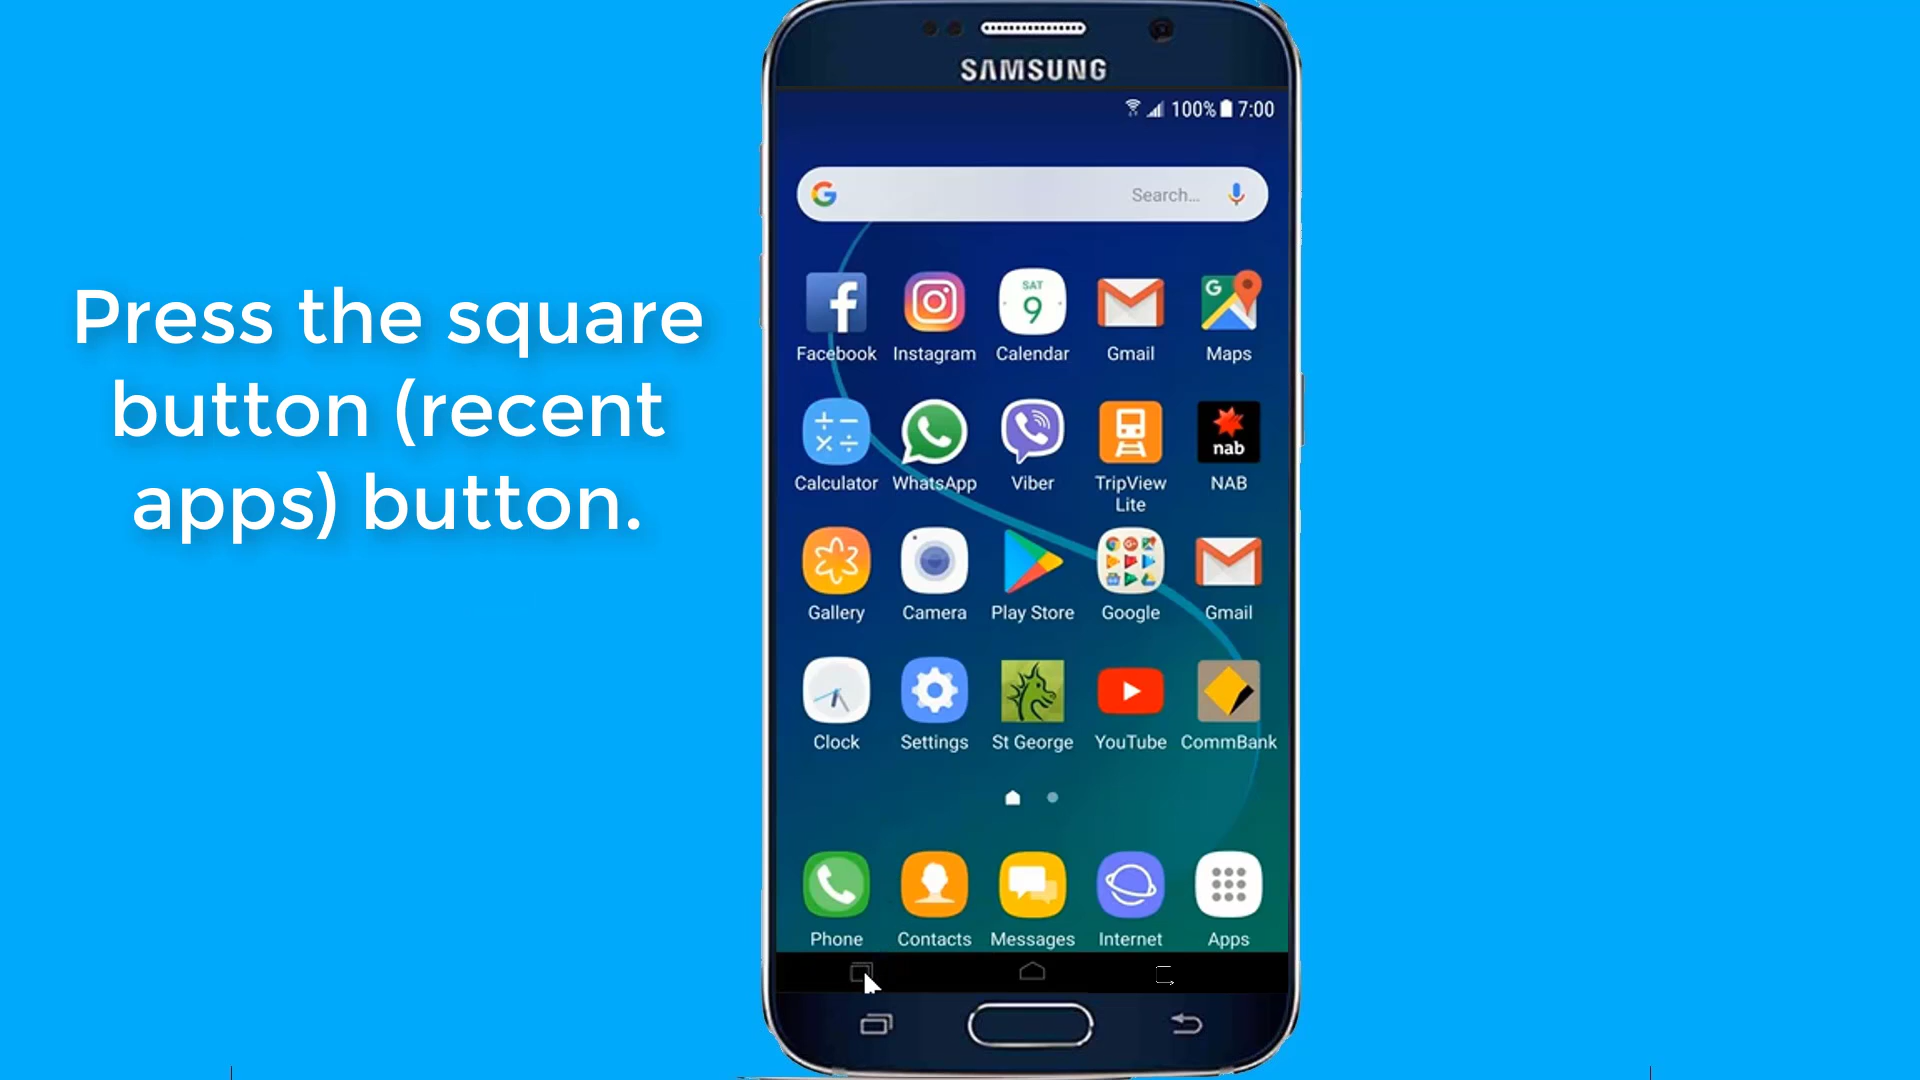 Press the square
button (recent
apps) button.
SAMSUNG
100% 7:00
G Search...
Facebook Instagram Calendar Gmail Maps
SAT
9
G
Calculator WhatsApp Viber TripView
Lite
NAB
nab
Gallery Camera Play Store Google Gmail
Clock Settings St George YouTube CommBank
Phone Contacts Messages Internet Apps